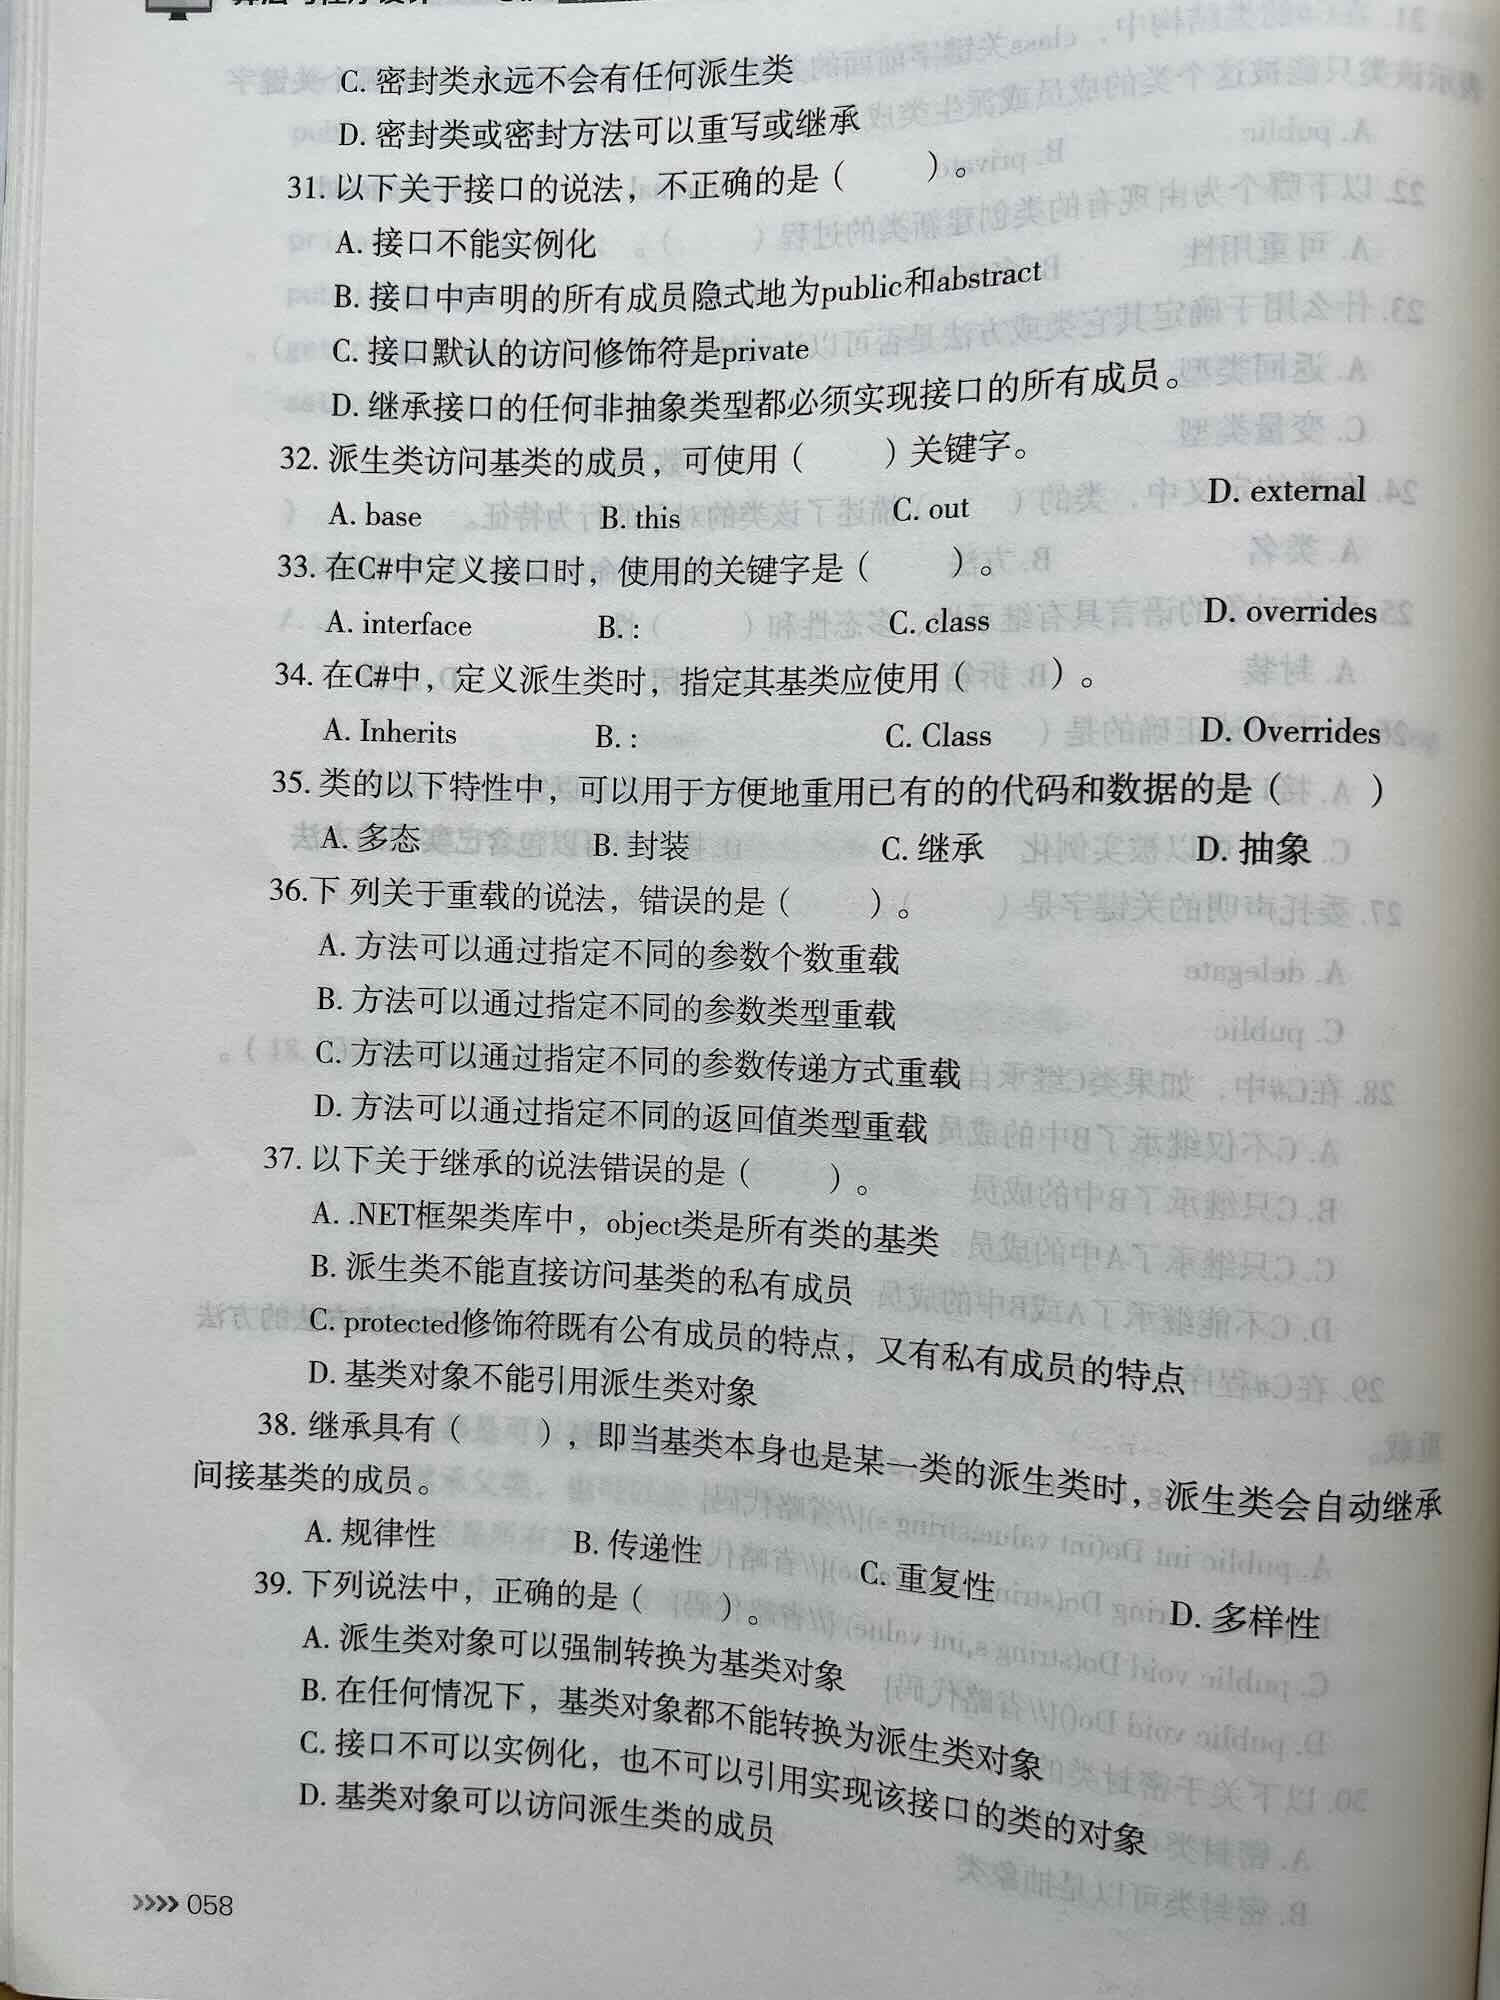 C. 密封类永远不会有任何派生类
D. 密封类或密封方法可以重写或继承
31. 以下关于接口的说法，不正确的是（　　）。
A. 接口不能实例化
B. 接口中声明的所有成员隐式地为public和abstract
C. 接口默认的访问修饰符是private
D. 继承接口的任何非抽象类型都必须实现接口的所有成员。
32. 派生类访问基类的成员，可使用（　　）关键字。
A. base　B. this　C. out　D. external
33. 在C#中定义接口时，使用的关键字是（　　）。
A. interface　B. :　C. class　D. overrides
34. 在C#中，定义派生类时，指定其基类应使用（　　）。
A. Inherits　B. :　C. Class　D. Overrides
35. 类的以下特性中，可以用于方便地重用已有的的代码和数据的是（　　）
A. 多态　B. 封装　C. 继承　D. 抽象
36.下 列关于重载的说法，错误的是（　　）。
A. 方法可以通过指定不同的参数个数重载
B. 方法可以通过指定不同的参数类型重载
C. 方法可以通过指定不同的参数传递方式重载
D. 方法可以通过指定不同的返回值类型重载
37. 以下关于继承的说法错误的是（　　）。
A. .NET框架类库中，object类是所有类的基类
B. 派生类不能直接访问基类的私有成员
C. protected修饰符既有公有成员的特点，又有私有成员的特点
D. 基类对象不能引用派生类对象
38. 继承具有（　　），即当基类本身也是某一类的派生类时，派生类会自动继承
间接基类的成员。
A. 规律性　B. 传递性　C. 重复性　D. 多样性
39. 下列说法中，正确的是（　　）。
A. 派生类对象可以强制转换为基类对象
B. 在任何情况下，基类对象都不能转换为派生类对象
C. 接口不可以实例化，也不可以引用实现该接口的类的对象
D. 基类对象可以访问派生类的成员
058